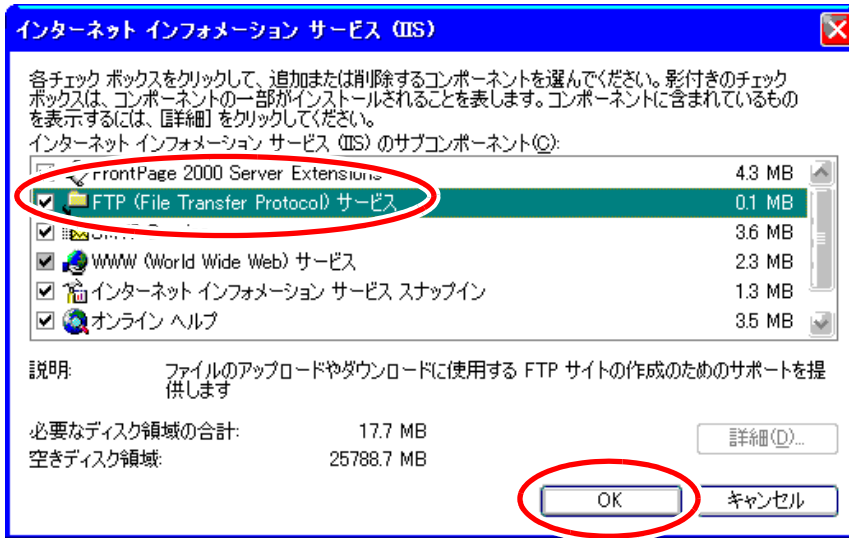 インターネット インフォメーション サービス (IIS)
各チェック ボックスをクリックして、追加または削除するコンポーネントを選んでください。影付きのチェック
ボックスは、コンポーネントの一部がインストールされることを表します。コンポーネントに含まれているもの
を表示するには、[詳細] をクリックしてください。
インターネット インフォメーション サービス (IIS) のサブコンポーネント(C):
FrontPage 2000 Server Extensions 4.3 MB
FTP (File Transfer Protocol) サービス 0.1 MB
3.6 MB
WWW (World Wide Web) サービス 2.3 MB
インターネット インフォメーション サービス スナップイン 1.3 MB
オンライン ヘルプ 3.5 MB
説明: ファイルのアップロードやダウンロードに使用する FTP サイトの作成のためのサポートを提
供します
必要なディスク領域の合計: 17.7 MB
詳細(D)...
空きディスク領域: 25788.7 MB
OK キャンセル